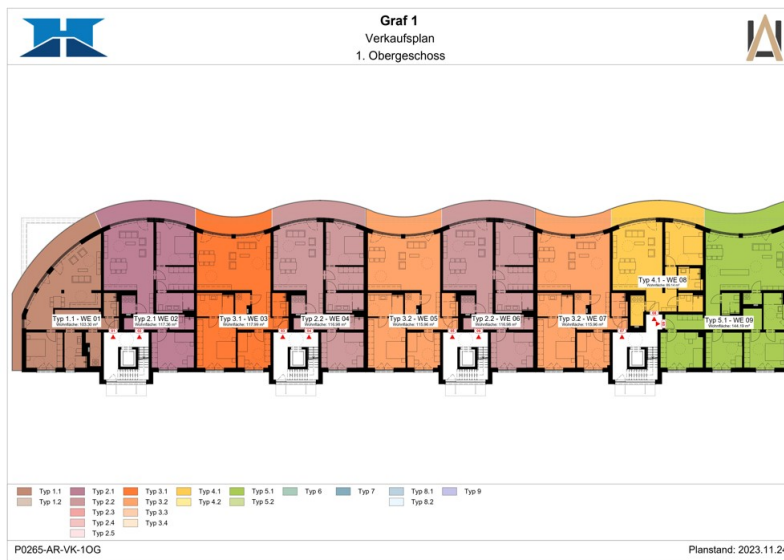 Graf 1
Verkaufsplan
1. Obergeschoss
Typ 4.1 - WE 08
Typ 1.1 - WE 01
Typ 2.1 WE 02
Typ 3.1 - WE 03
Typ 2.2 - WE 04
Typ 3.2 - WE 05
Typ 2.2 - WE 06
Typ 3.2 - WE 07
Typ 5.1 - WE 09
Typ 1.1 Typ 2.1 Typ 3.1 Typ 4.1 Typ 5.1 Typ 6 Typ 7 Typ 8.1 Typ 9
Typ 1.2 Typ 2.2 Typ 3.2 Typ 4.2 Typ 5.2 Typ 8.2
Typ 2.3 Typ 3.3
Typ 2.4 Typ 3.4
Typ 2.5
P0265-AR-VK-1OG
Planstand: 2023.11.2